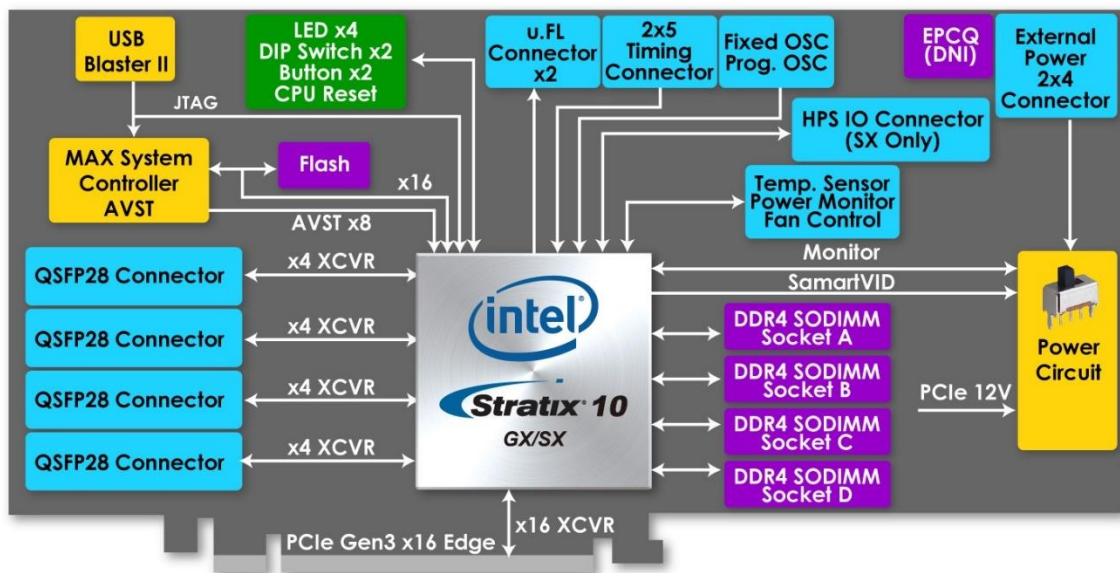 USB
Blaster II
LED x4
DIP Switch x2
Button x2
CPU Reset
u.FL
Connector
x2
2x5
Timing
Connector
Fixed OSC
Prog. OSC
EPCQ
(DNI)
External
Power
2x4
Connector
JTAG
HPS IO Connector
(SX Only)
MAX System
Controller
AVST
Flash
x16
AVST x8
Temp. Sensor
Power Monitor
Fan Control
Monitor
SamartVID
QSFP28 Connector
x4 XCVR
QSFP28 Connector
x4 XCVR
QSFP28 Connector
x4 XCVR
QSFP28 Connector
x4 XCVR
intel®
Stratix® 10
GX/SX
DDR4 SODIMM
Socket A
DDR4 SODIMM
Socket B
DDR4 SODIMM
Socket C
DDR4 SODIMM
Socket D
Power
Circuit
PCIe 12V
x16 XCVR
PCIe Gen3 x16 Edge